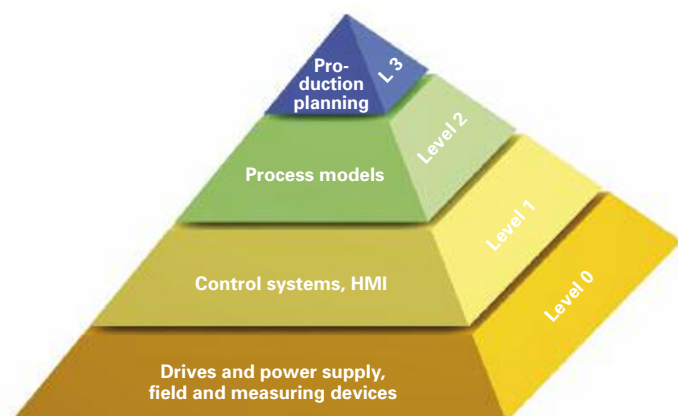 Pro-
duction
planning
L 3
Process models
Level 2
Control systems, HMI
Level 1
Drives and power supply,
field and measuring devices
Level 0